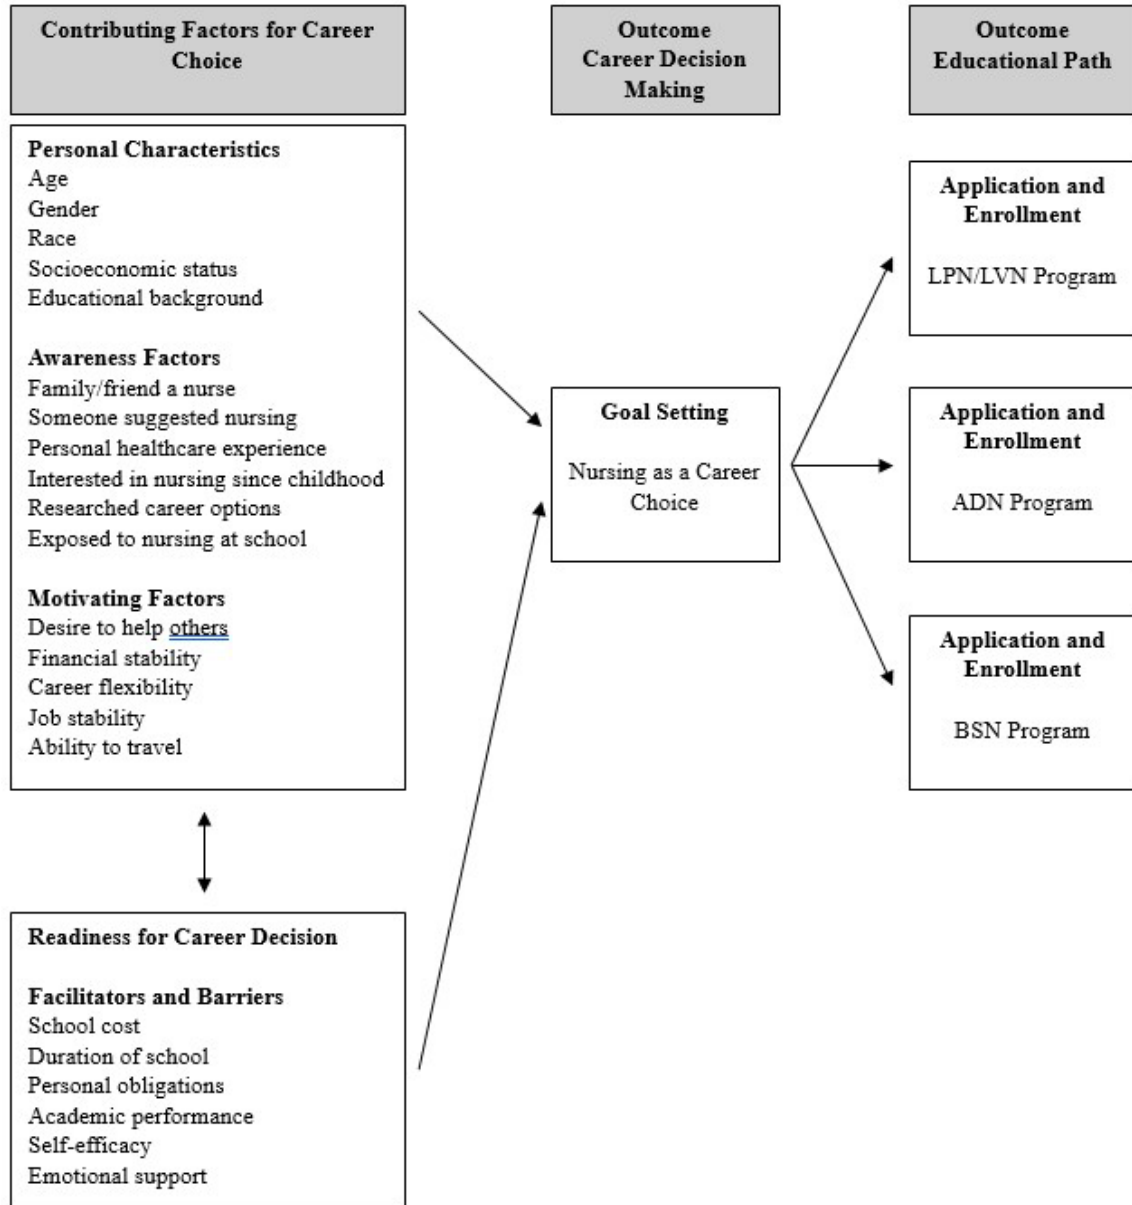 Contributing Factors for Career
Choice
Personal Characteristics
Age
Gender
Race
Socioeconomic status
Educational background
Awareness Factors
Family/friend a nurse
Someone suggested nursing
Personal healthcare experience
Interested in nursing since childhood
Researched career options
Exposed to nursing at school
Motivating Factors
Desire to help others
Financial stability
Career flexibility
Job stability
Ability to travel
Readiness for Career Decision
Facilitators and Barriers
School cost
Duration of school
Personal obligations
Academic performance
Self-efficacy
Emotional support
Outcome
Career Decision
Making
Goal Setting
Nursing as a Career
Choice
Outcome
Educational Path
Application and
Enrollment
LPN/LVN Program
Application and
Enrollment
ADN Program
Application and
Enrollment
BSN Program